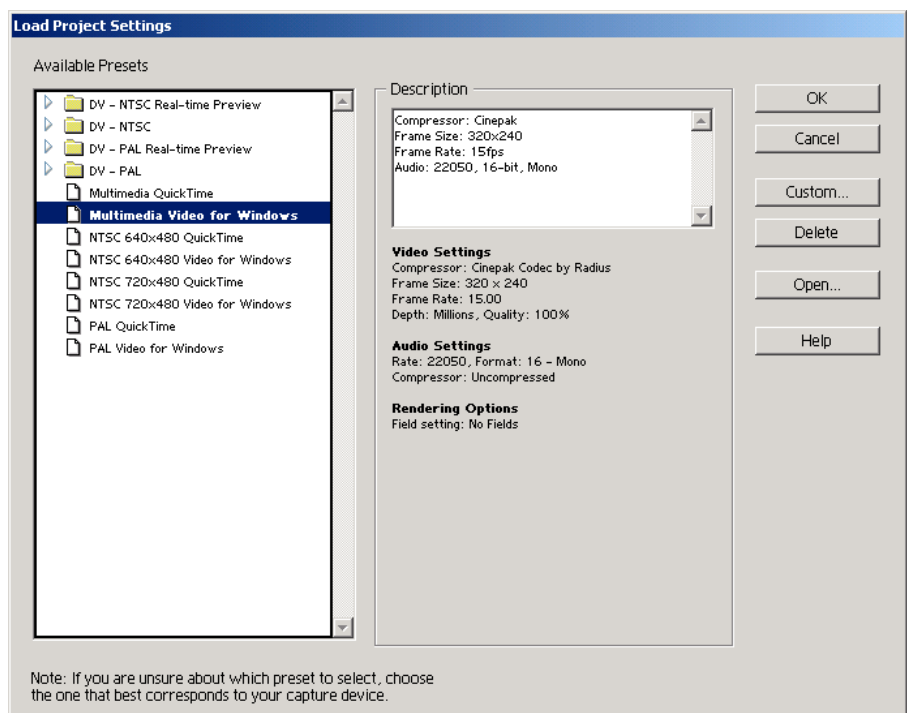 Load Project Settings
Available Presets
DV - NTSC Real-time Preview
DV - NTSC
DV - PAL Real-time Preview
DV - PAL
Multimedia QuickTime
Multimedia Video for Windows
NTSC 640x480 QuickTime
NTSC 640x480 Video for Windows
NTSC 720x480 QuickTime
NTSC 720x480 Video for Windows
PAL QuickTime
PAL Video for Windows
Description
Compressor: Cinepak
Frame Size: 320x240
Frame Rate: 15fps
Audio: 22050, 16-bit, Mono
Video Settings
Compressor: Cinepak Codec by Radius
Frame Size: 320 x 240
Frame Rate: 15.00
Depth: Millions, Quality: 100%
Audio Settings
Rate: 22050, Format: 16 - Mono
Compressor: Uncompressed
Rendering Options
Field setting: No Fields
OK
Cancel
Custom...
Delete
Open...
Help
Note: If you are unsure about which preset to select, choose
the one that best corresponds to your capture device.